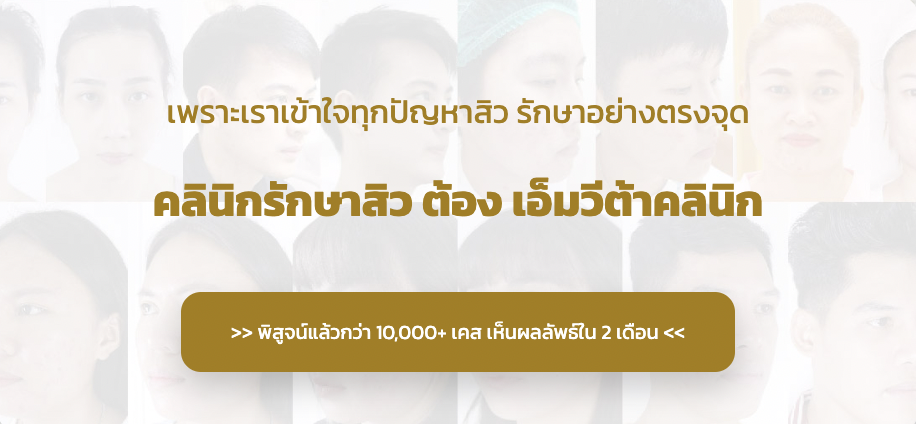 เพราะเราเข้าใจทุกปัญหาสิว รักษาอย่างตรงจุด
คลินิกรักษาสิว ต้อง เอ็มวีต้าคลินิก
>> พิสูจน์แล้วกว่า 10,000+ เคส เห็นผลลัพธ์ใน 2 เดือน <<